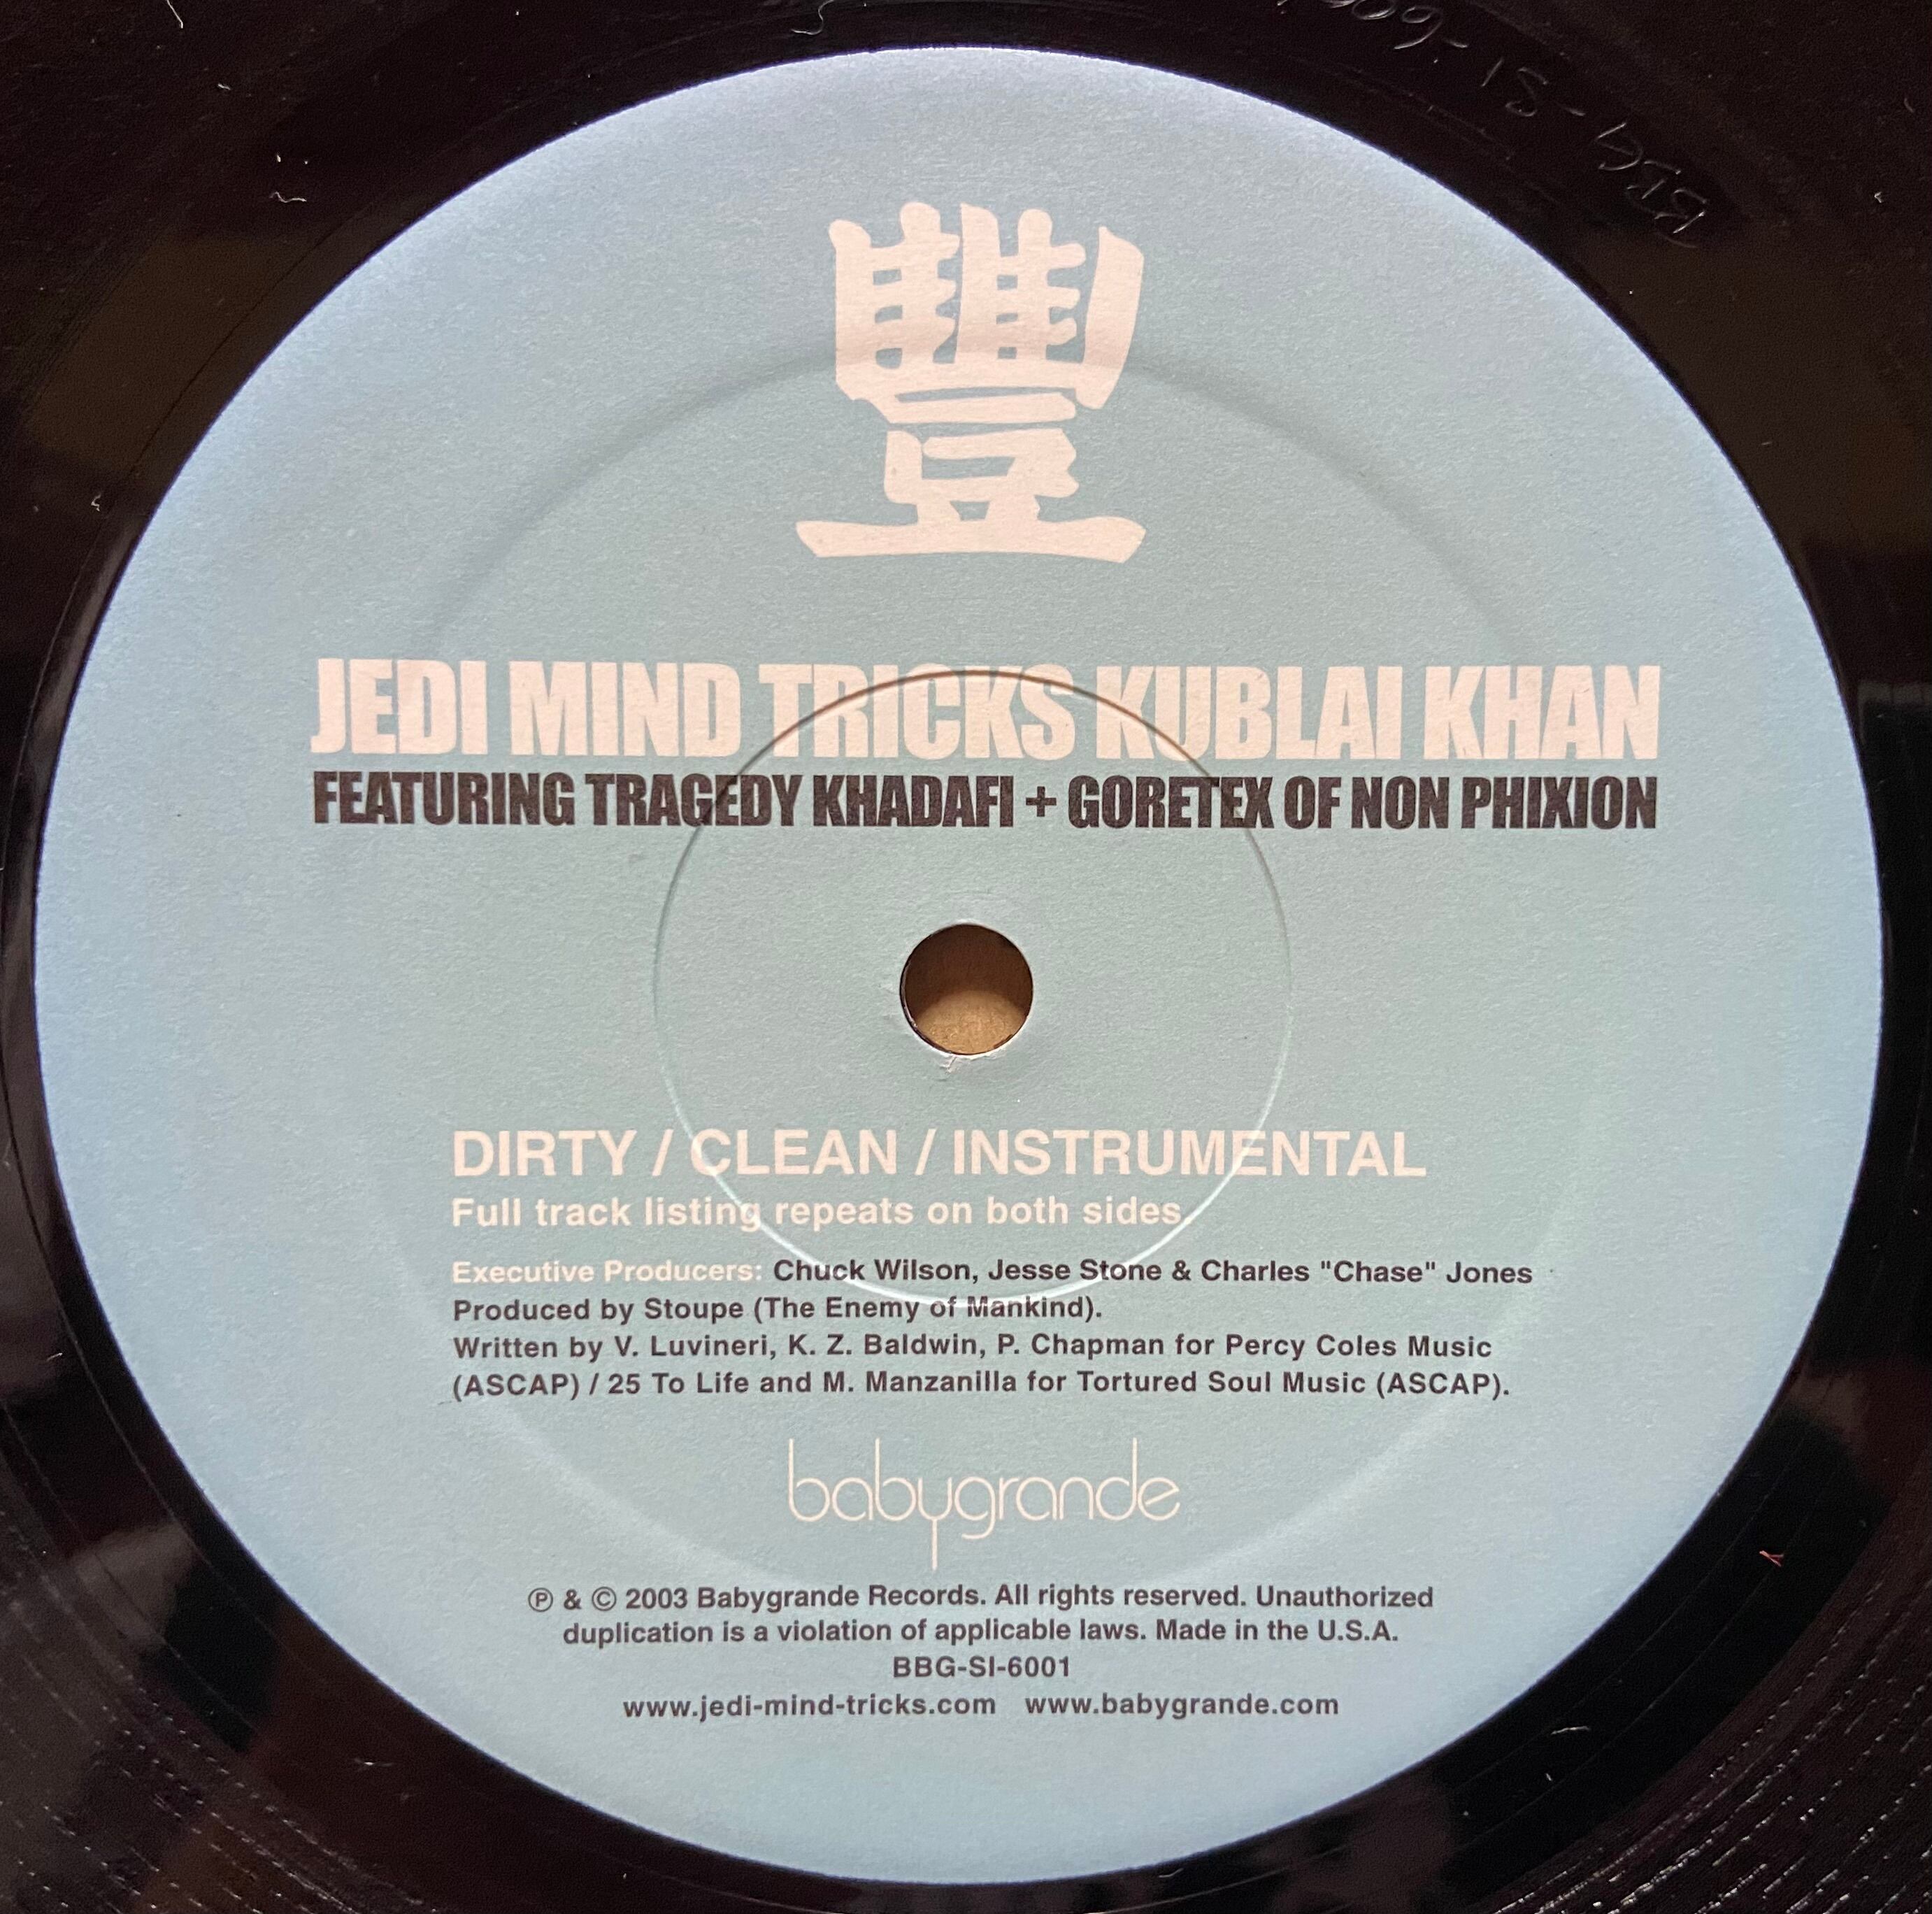 BBG-SI-6001
豐
JEDI MIND TRICKS KUBLAI KHAN
FEATURING TRAGEDY KHADAFI + GORETEX OF NON PHIXION
DIRTY / CLEAN / INSTRUMENTAL
Full track listing repeats on both sides.
Executive Producers: Chuck Wilson, Jesse Stone & Charles "Chase" Jones
Produced by Stoupe (The Enemy of Mankind).
Written by V. Luvineri, K. Z. Baldwin, P. Chapman for Percy Coles Music
(ASCAP) / 25 To Life and M. Manzanilla for Tortured Soul Music (ASCAP).
babygrande
℗ & © 2003 Babygrande Records. All rights reserved. Unauthorized
duplication is a violation of applicable laws. Made in the U.S.A.
BBG-SI-6001
www.jedi-mind-tricks.com www.babygrande.com